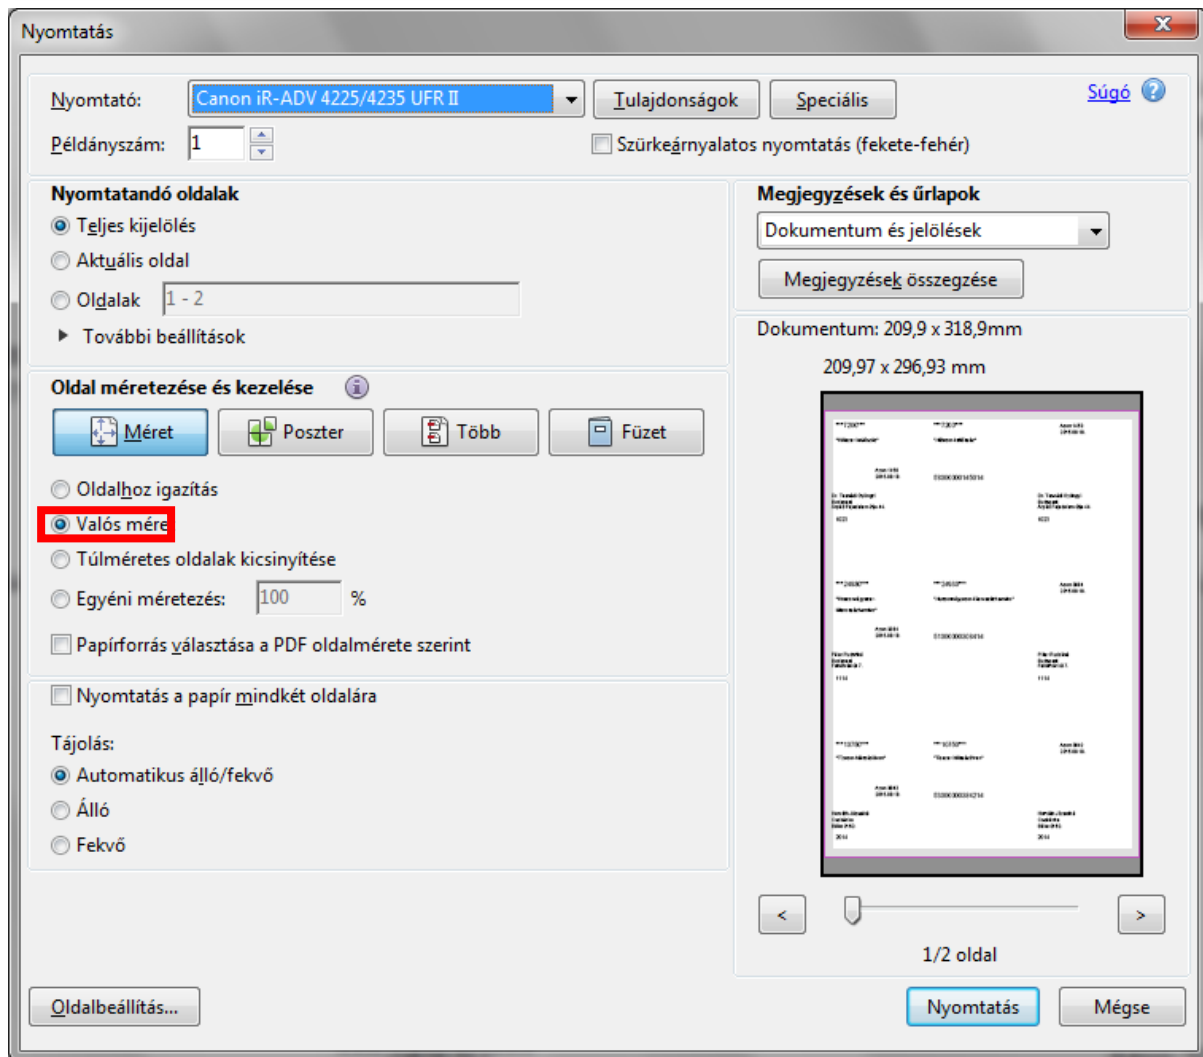 Nyomtatás
Nyomtató: Canon iR-ADV 4225/4235 UFR II Tulajdonságok Speciális Súgó
Példányszám: 1 Szürkeárnyalatos nyomtatás (fekete-fehér)
Nyomtatandó oldalak
Teljes kijelölés
Aktuális oldal
Oldalak 1 - 2
További beállítások
Megjegyzések és űrlapok
Dokumentum és jelölések
Megjegyzések összegzése
Oldal méretezése és kezelése
Méret Poszter Több Füzet
Oldalhoz igazítás
Valós mére
Túlméretes oldalak kicsinyítése
Egyéni méretezés: 100 %
Papírforrás választása a PDF oldalmérete szerint
Nyomtatás a papír mindkét oldalára
Tájolás:
Automatikus álló/fekvő
Álló
Fekvő
Dokumentum: 209,9 x 318,9mm
209,97 x 296,93 mm
< >
1/2 oldal
Oldalbeállítás... Nyomtatás Mégse